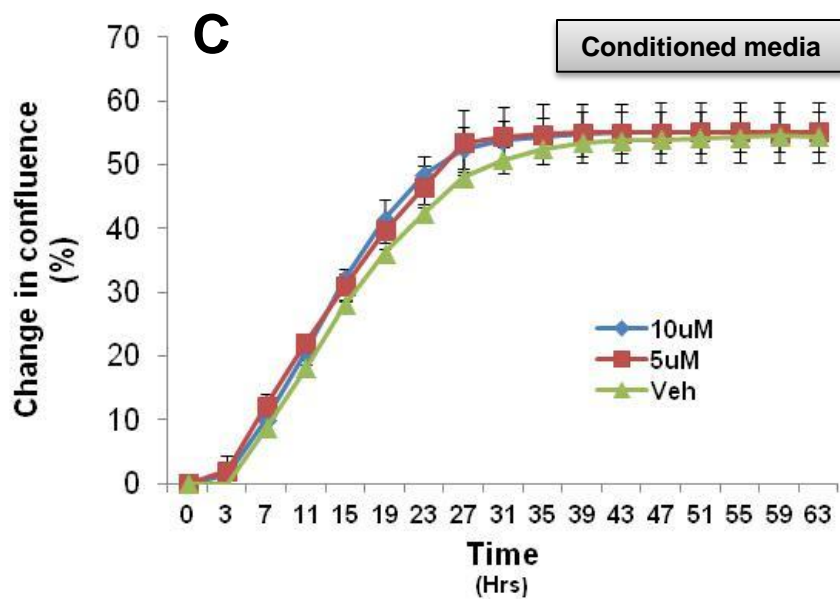 C
Conditioned media
Change in confluence
(%)
70
60
50
40
30
20
10
0
10uM
5uM
Veh
0 3 7 11 15 19 23 27 31 35 39 43 47 51 55 59 63
Time
(Hrs)